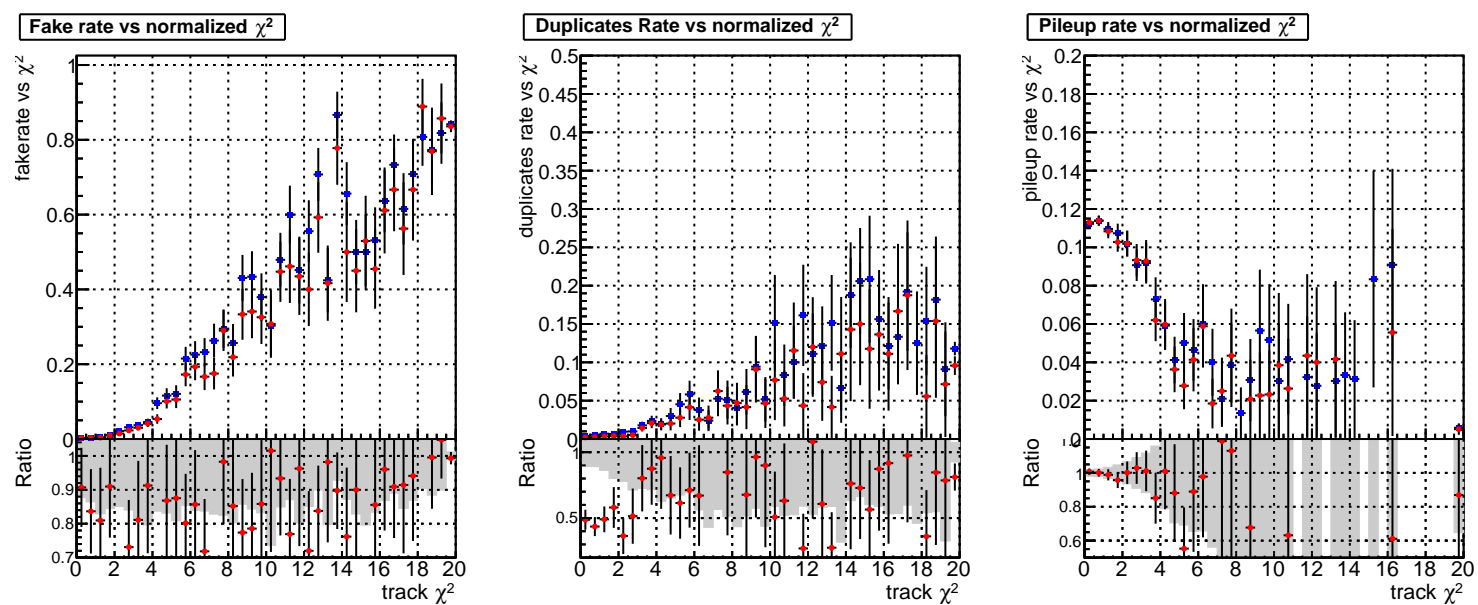 Fake rate vs normalized χ²
fakerate vs χ²
1
0.8
0.6
0.4
0.2
0
Ratio
1
0.9
0.8
0.7
0 2 4 6 8 10 12 14 16 18 20
track χ²
Duplicates Rate vs normalized χ²
duplicates rate vs χ²
0.5
0.45
0.4
0.35
0.3
0.25
0.2
0.15
0.1
0.05
0
Ratio
1
0.5
0 2 4 6 8 10 12 14 16 18 20
track χ²
Pileup rate vs normalized χ²
pileup rate vs χ²
0.2
0.18
0.16
0.14
0.12
0.1
0.08
0.06
0.04
0.02
0
Ratio
1
0.8
0.6
0 2 4 6 8 10 12 14 16 18 20
track χ²